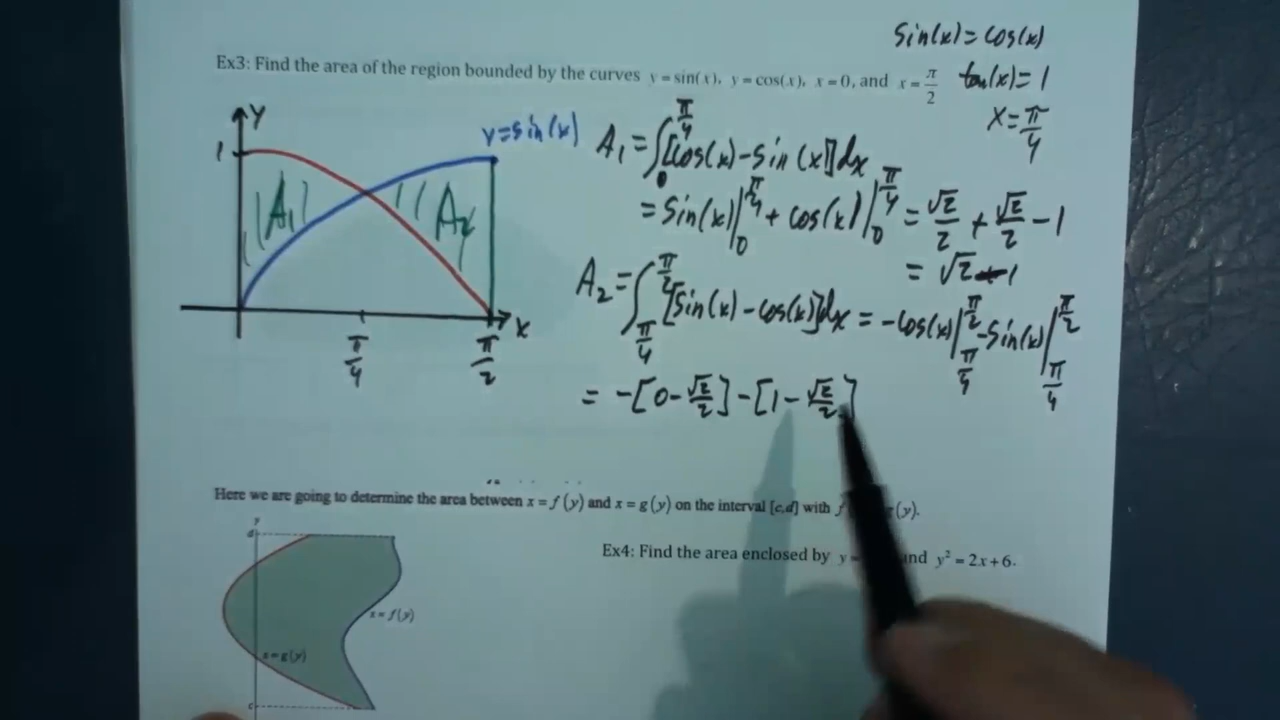 sin(x) = cos(x)
tan(x) = 1
x = π/4
Ex3: Find the area of the region bounded by the curves y = sin(x), y = cos(x), x = 0, and x = π/2
y
1
y=sin(x)
A₁
A₂
π/4
π/2
x
A₁ = ∫₀^(π/4) [cos(x) - sin(x)] dx
= sin(x)|₀^(π/4) + cos(x)|₀^(π/4) = √2/2 + √2/2 - 1
= √2 - 1
A₂ = ∫_(π/4)^(π/2) [sin(x) - cos(x)] dx = -cos(x)|_(π/4)^(π/2) - sin(x)|_(π/4)^(π/2)
= -[0 - √2/2] - [1 - √2/2]
Here we are going to determine the area between x = f(y) and x = g(y) on the interval [c,d] with (y).
y
d
x = f(y)
x = g(y)
c
Ex4: Find the area enclosed by y = and y² = 2x + 6.